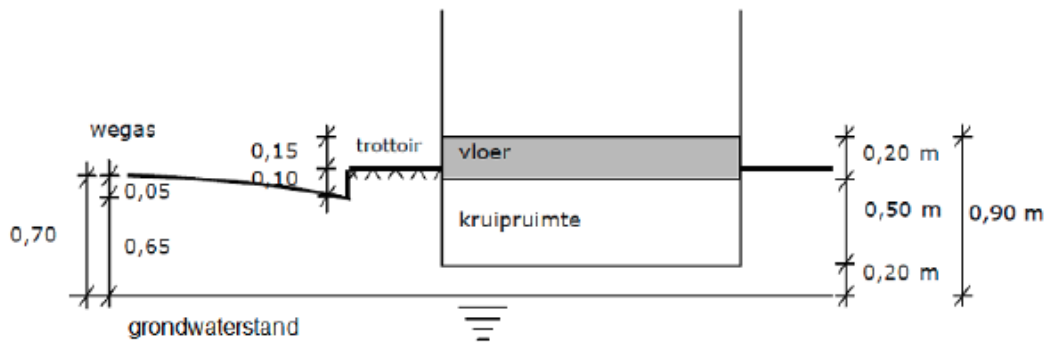 wegas
0,15
trottoir
vloer
0,20 m
0,10
0,05
kruipruimte
0,50 m
0,90 m
0,70
0,65
0,20 m
grondwaterstand